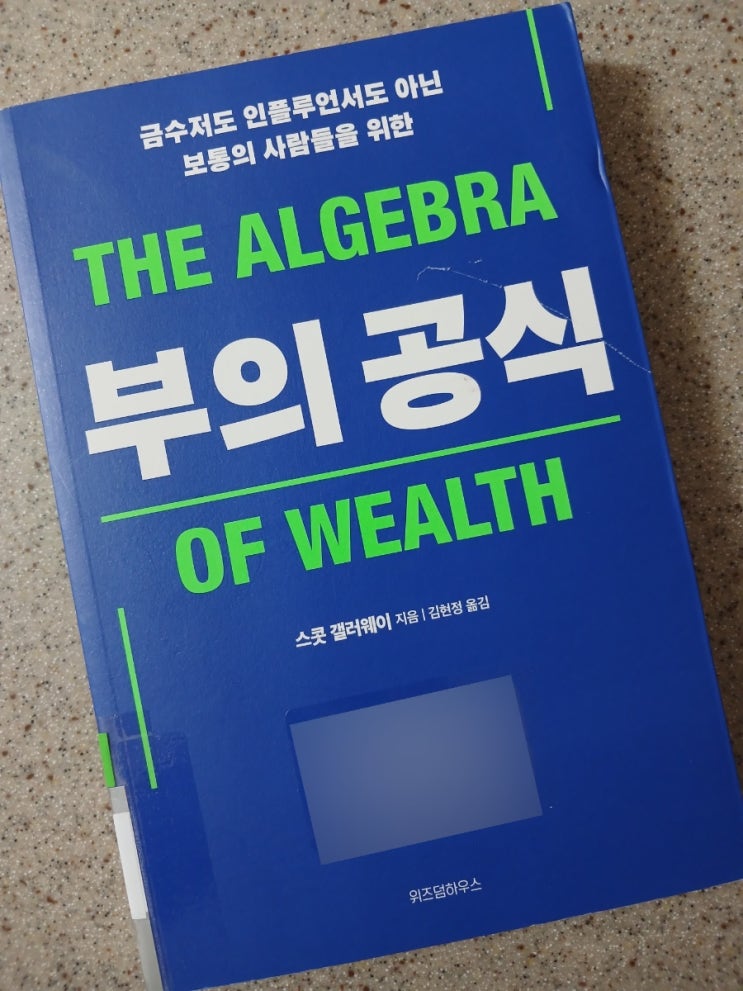 금수저도 인플루언서도 아닌
보통의 사람들을 위한
THE ALGEBRA
부의 공식
OF WEALTH
스콧 갤러웨이 지음 | 김현정 옮김
위즈덤하우스